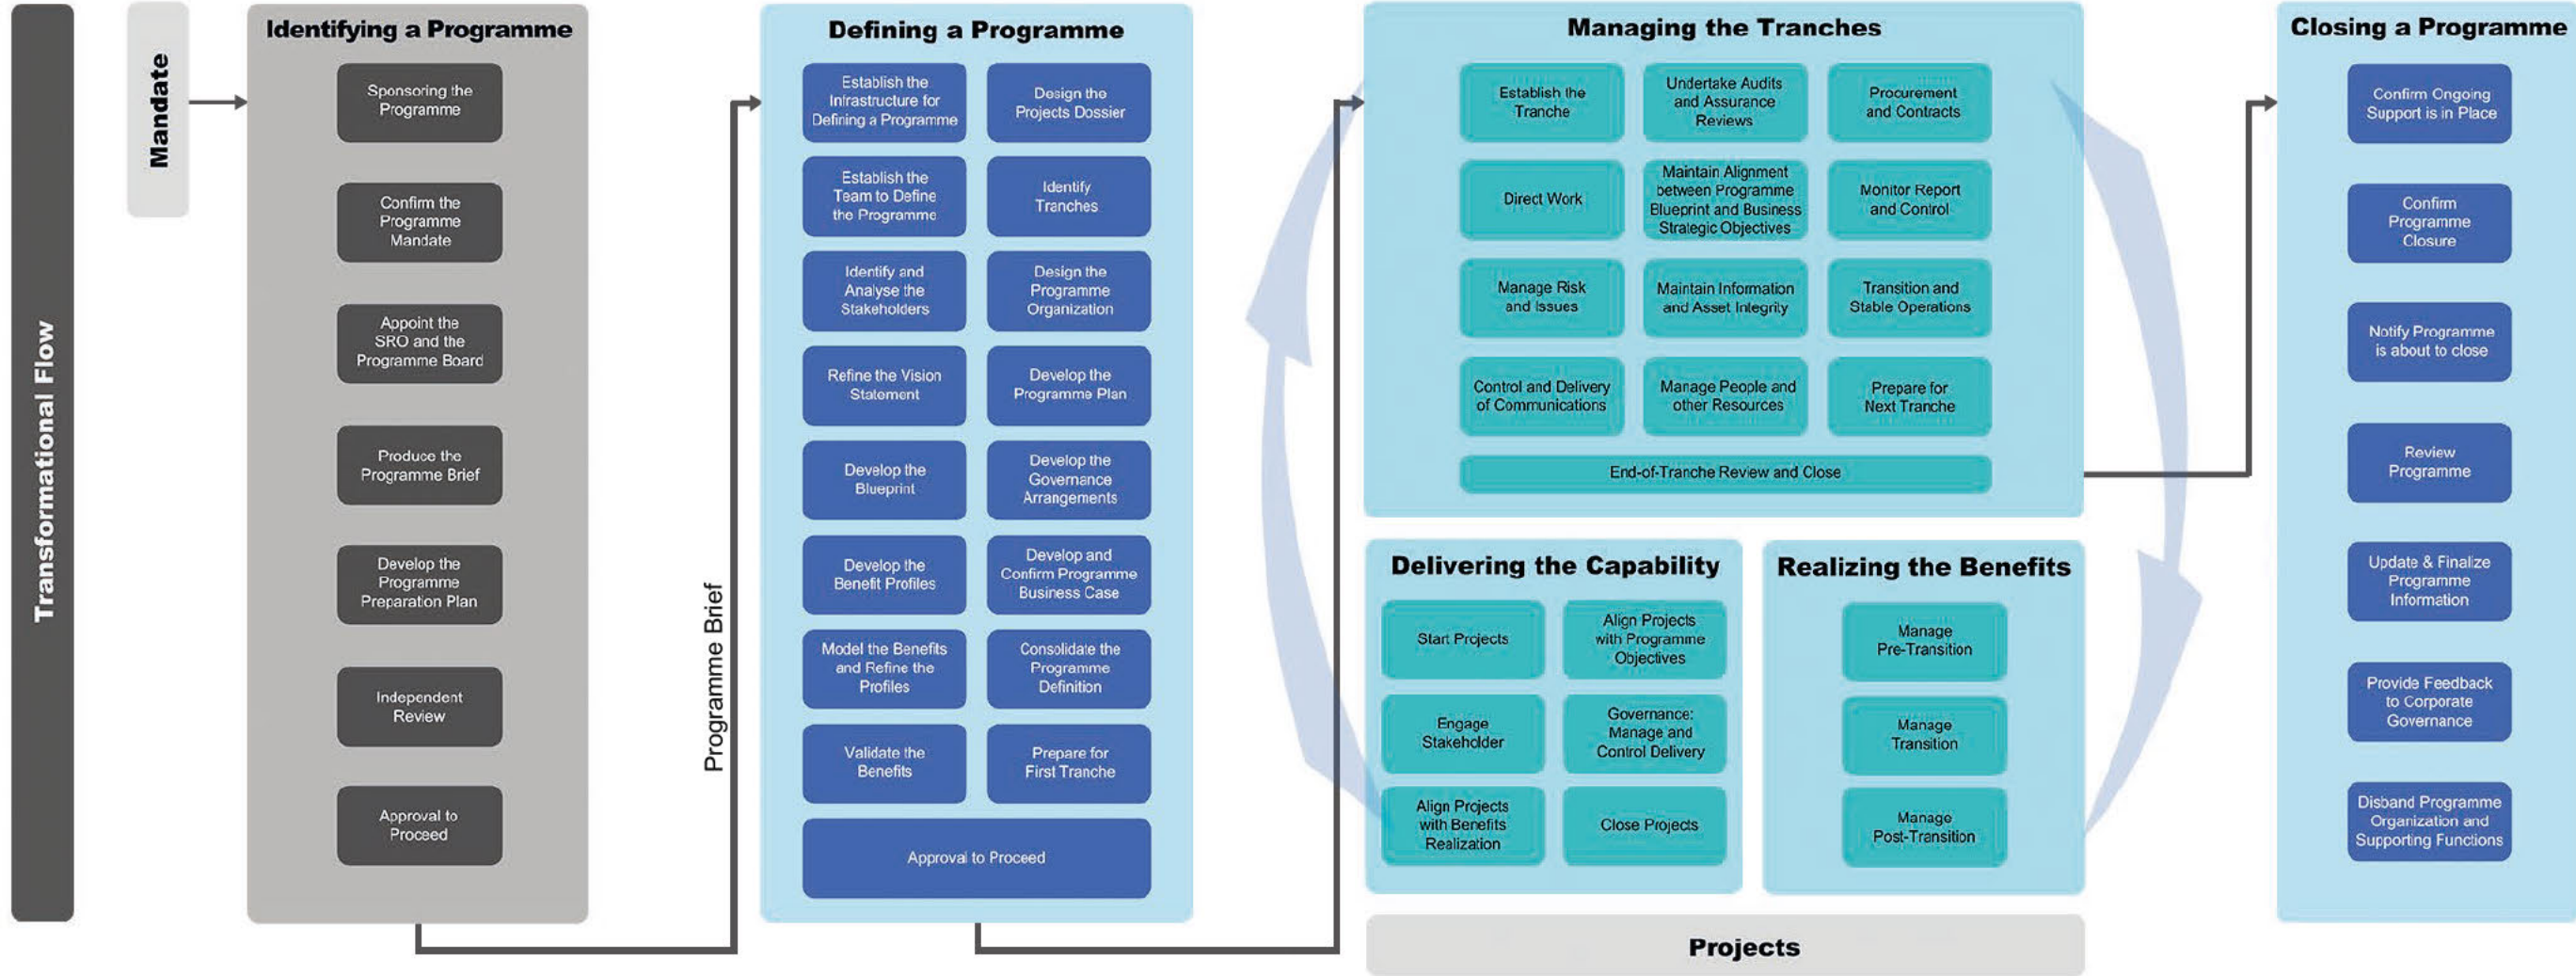 Transformational Flow
Mandate
Identifying a Programme
Sponsoring the
Programme
Confirm the
Programme
Mandate
Appoint the
SRO and the
Programme Board
Produce the
Programme Brief
Develop the
Programme
Preparation Plan
Independent
Review
Approval to
Proceed
Programme Brief
Defining a Programme
Establish the
Infrastructure for
Defining a Programme
Design the
Projects Dossier
Establish the
Team to Define
the Programme
Identify
Tranches
Identify and
Analyse the
Stakeholders
Design the
Programme
Organization
Refine the Vision
Statement
Develop the
Programme Plan
Develop the
Blueprint
Develop the
Governance
Arrangements
Develop the
Benefit Profiles
Develop and
Confirm Programme
Business Case
Model the Benefits
and Refine the
Profiles
Consolidate the
Programme
Definition
Validate the
Benefits
Prepare for
First Tranche
Approval to Proceed
Managing the Tranches
Establish the
Tranche
Undertake Audits
and Assurance
Reviews
Procurement
and Contracts
Direct Work
Maintain Alignment
between Programme
Blueprint and Business
Strategic Objectives
Monitor Report
and Control
Manage Risk
and Issues
Maintain Information
and Asset Integrity
Transition and
Stable Operations
Control and Delivery
of Communications
Manage People and
other Resources
Prepare for
Next Tranche
End-of-Tranche Review and Close
Delivering the Capability
Start Projects
Align Projects
with Programme
Objectives
Engage
Stakeholder
Governance:
Manage and
Control Delivery
Align Projects
with Benefits
Realization
Close Projects
Realizing the Benefits
Manage
Pre-Transition
Manage
Transition
Manage
Post-Transition
Projects
Closing a Programme
Confirm Ongoing
Support is in Place
Confirm
Programme
Closure
Notify Programme
is about to close
Review
Programme
Update & Finalize
Programme
Information
Provide Feedback
to Corporate
Governance
Disband Programme
Organization and
Supporting Functions